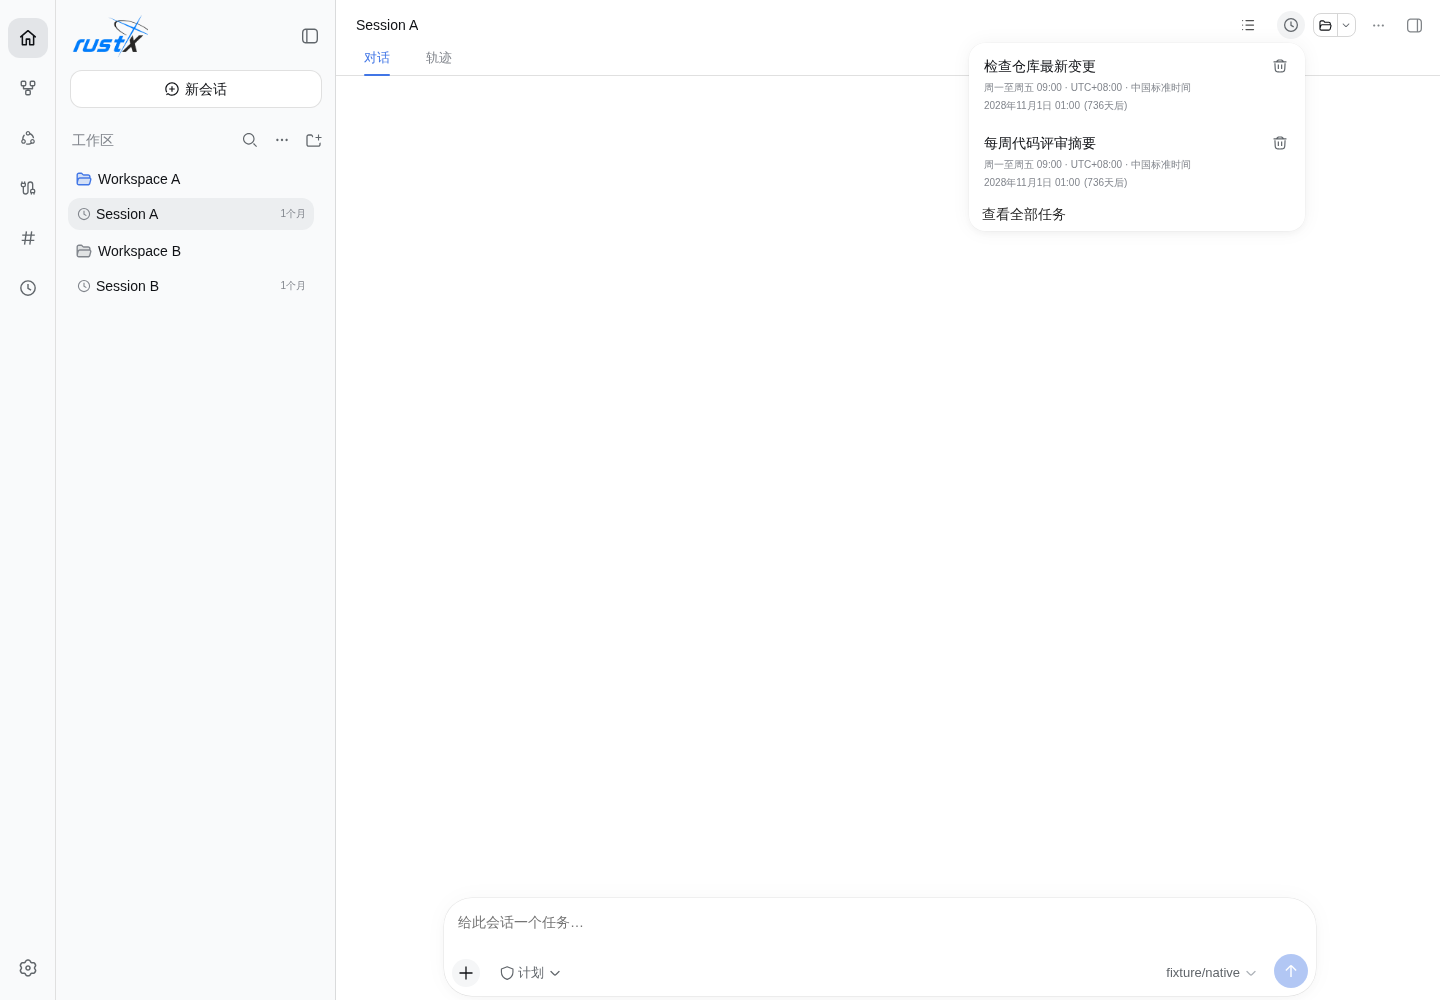 rustX
新会话
工作区
Workspace A
Session A
1个月
Workspace B
Session B
1个月
Session A
对话
轨迹
检查仓库最新变更
周一至周五 09:00 · UTC+08:00 · 中国标准时间
2028年11月1日 01:00 (736天后)
每周代码评审摘要
周一至周五 09:00 · UTC+08:00 · 中国标准时间
2028年11月1日 01:00 (736天后)
查看全部任务
给此会话一个任务…
计划
fixture/native